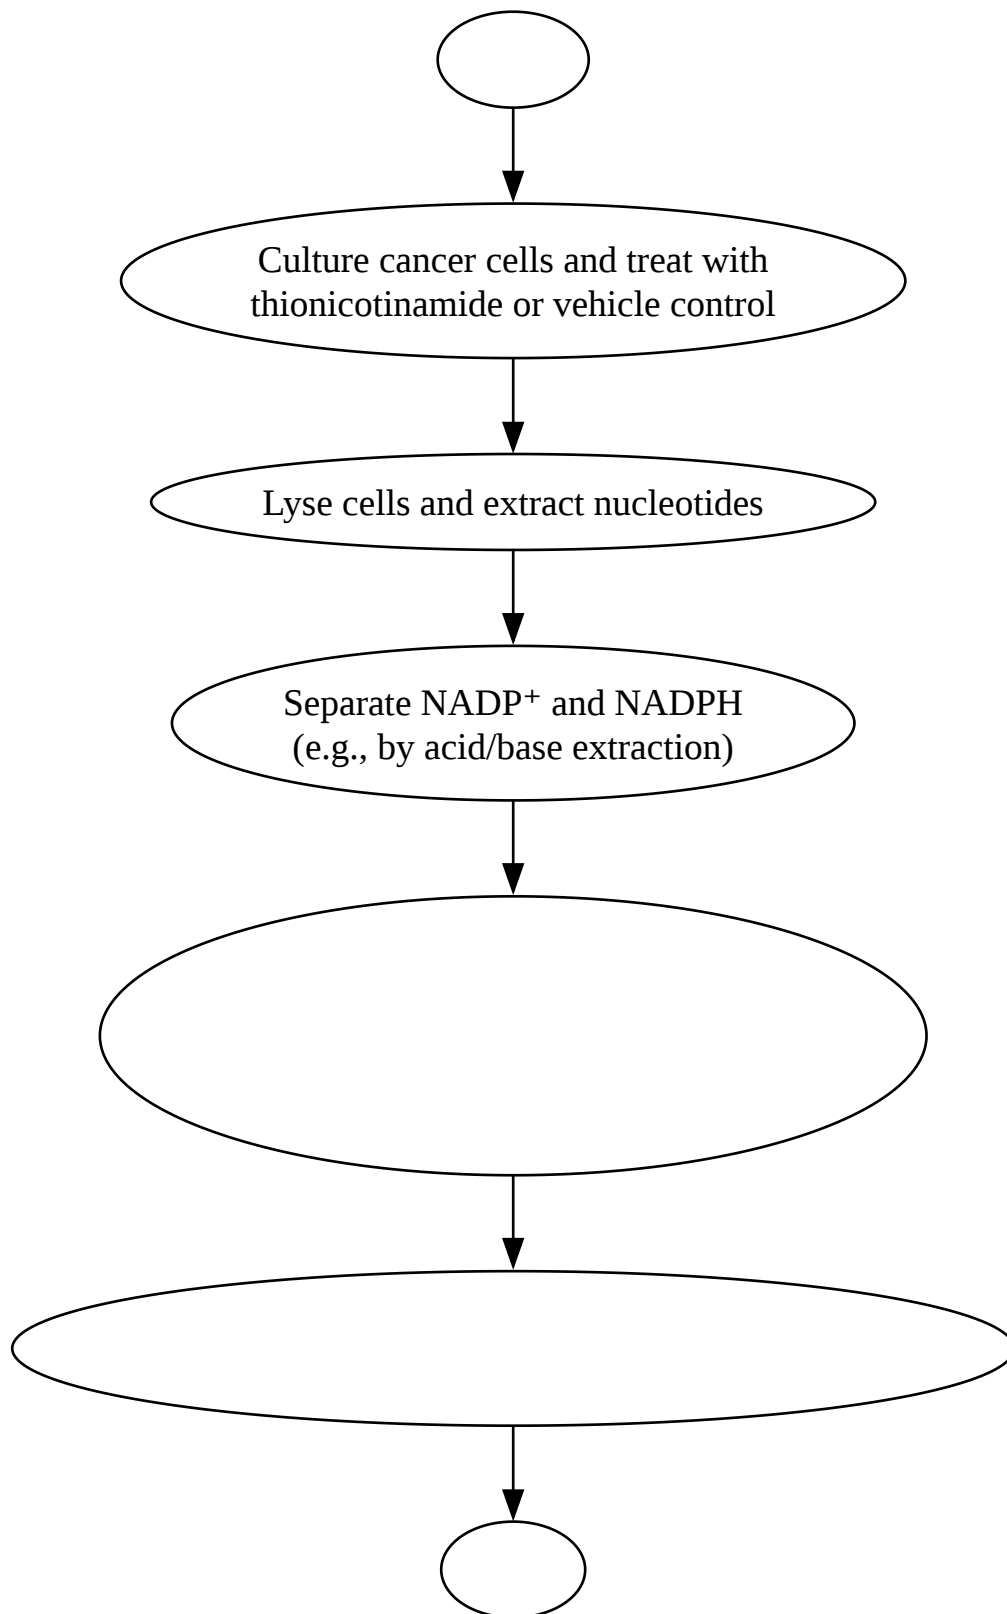 Culture cancer cells and treat with
thionicotinamide or vehicle control
Lyse cells and extract nucleotides
Separate NADP⁺ and NADPH
(e.g., by acid/base extraction)